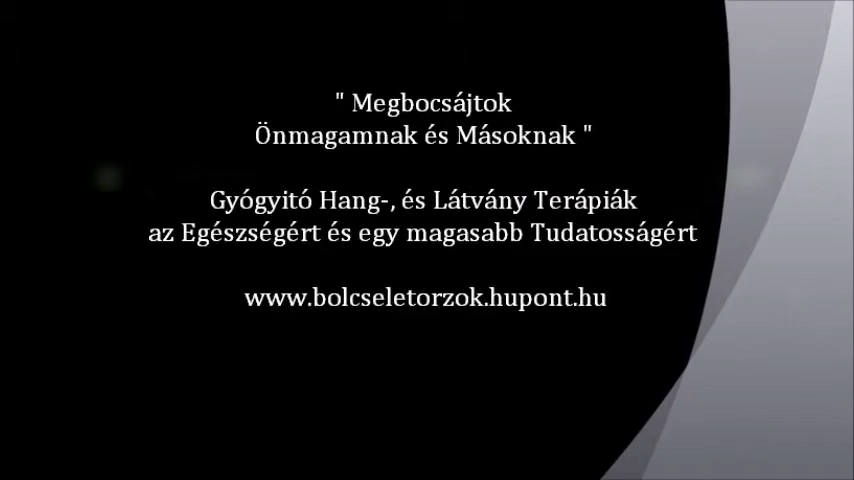 " Megbocsájtok
Önmagamnak és Másoknak "
Gyógyitó Hang-, és Látvány Terápiák
az Egészségért és egy magasabb Tudatosságért
www.bolcseletorzok.hupont.hu